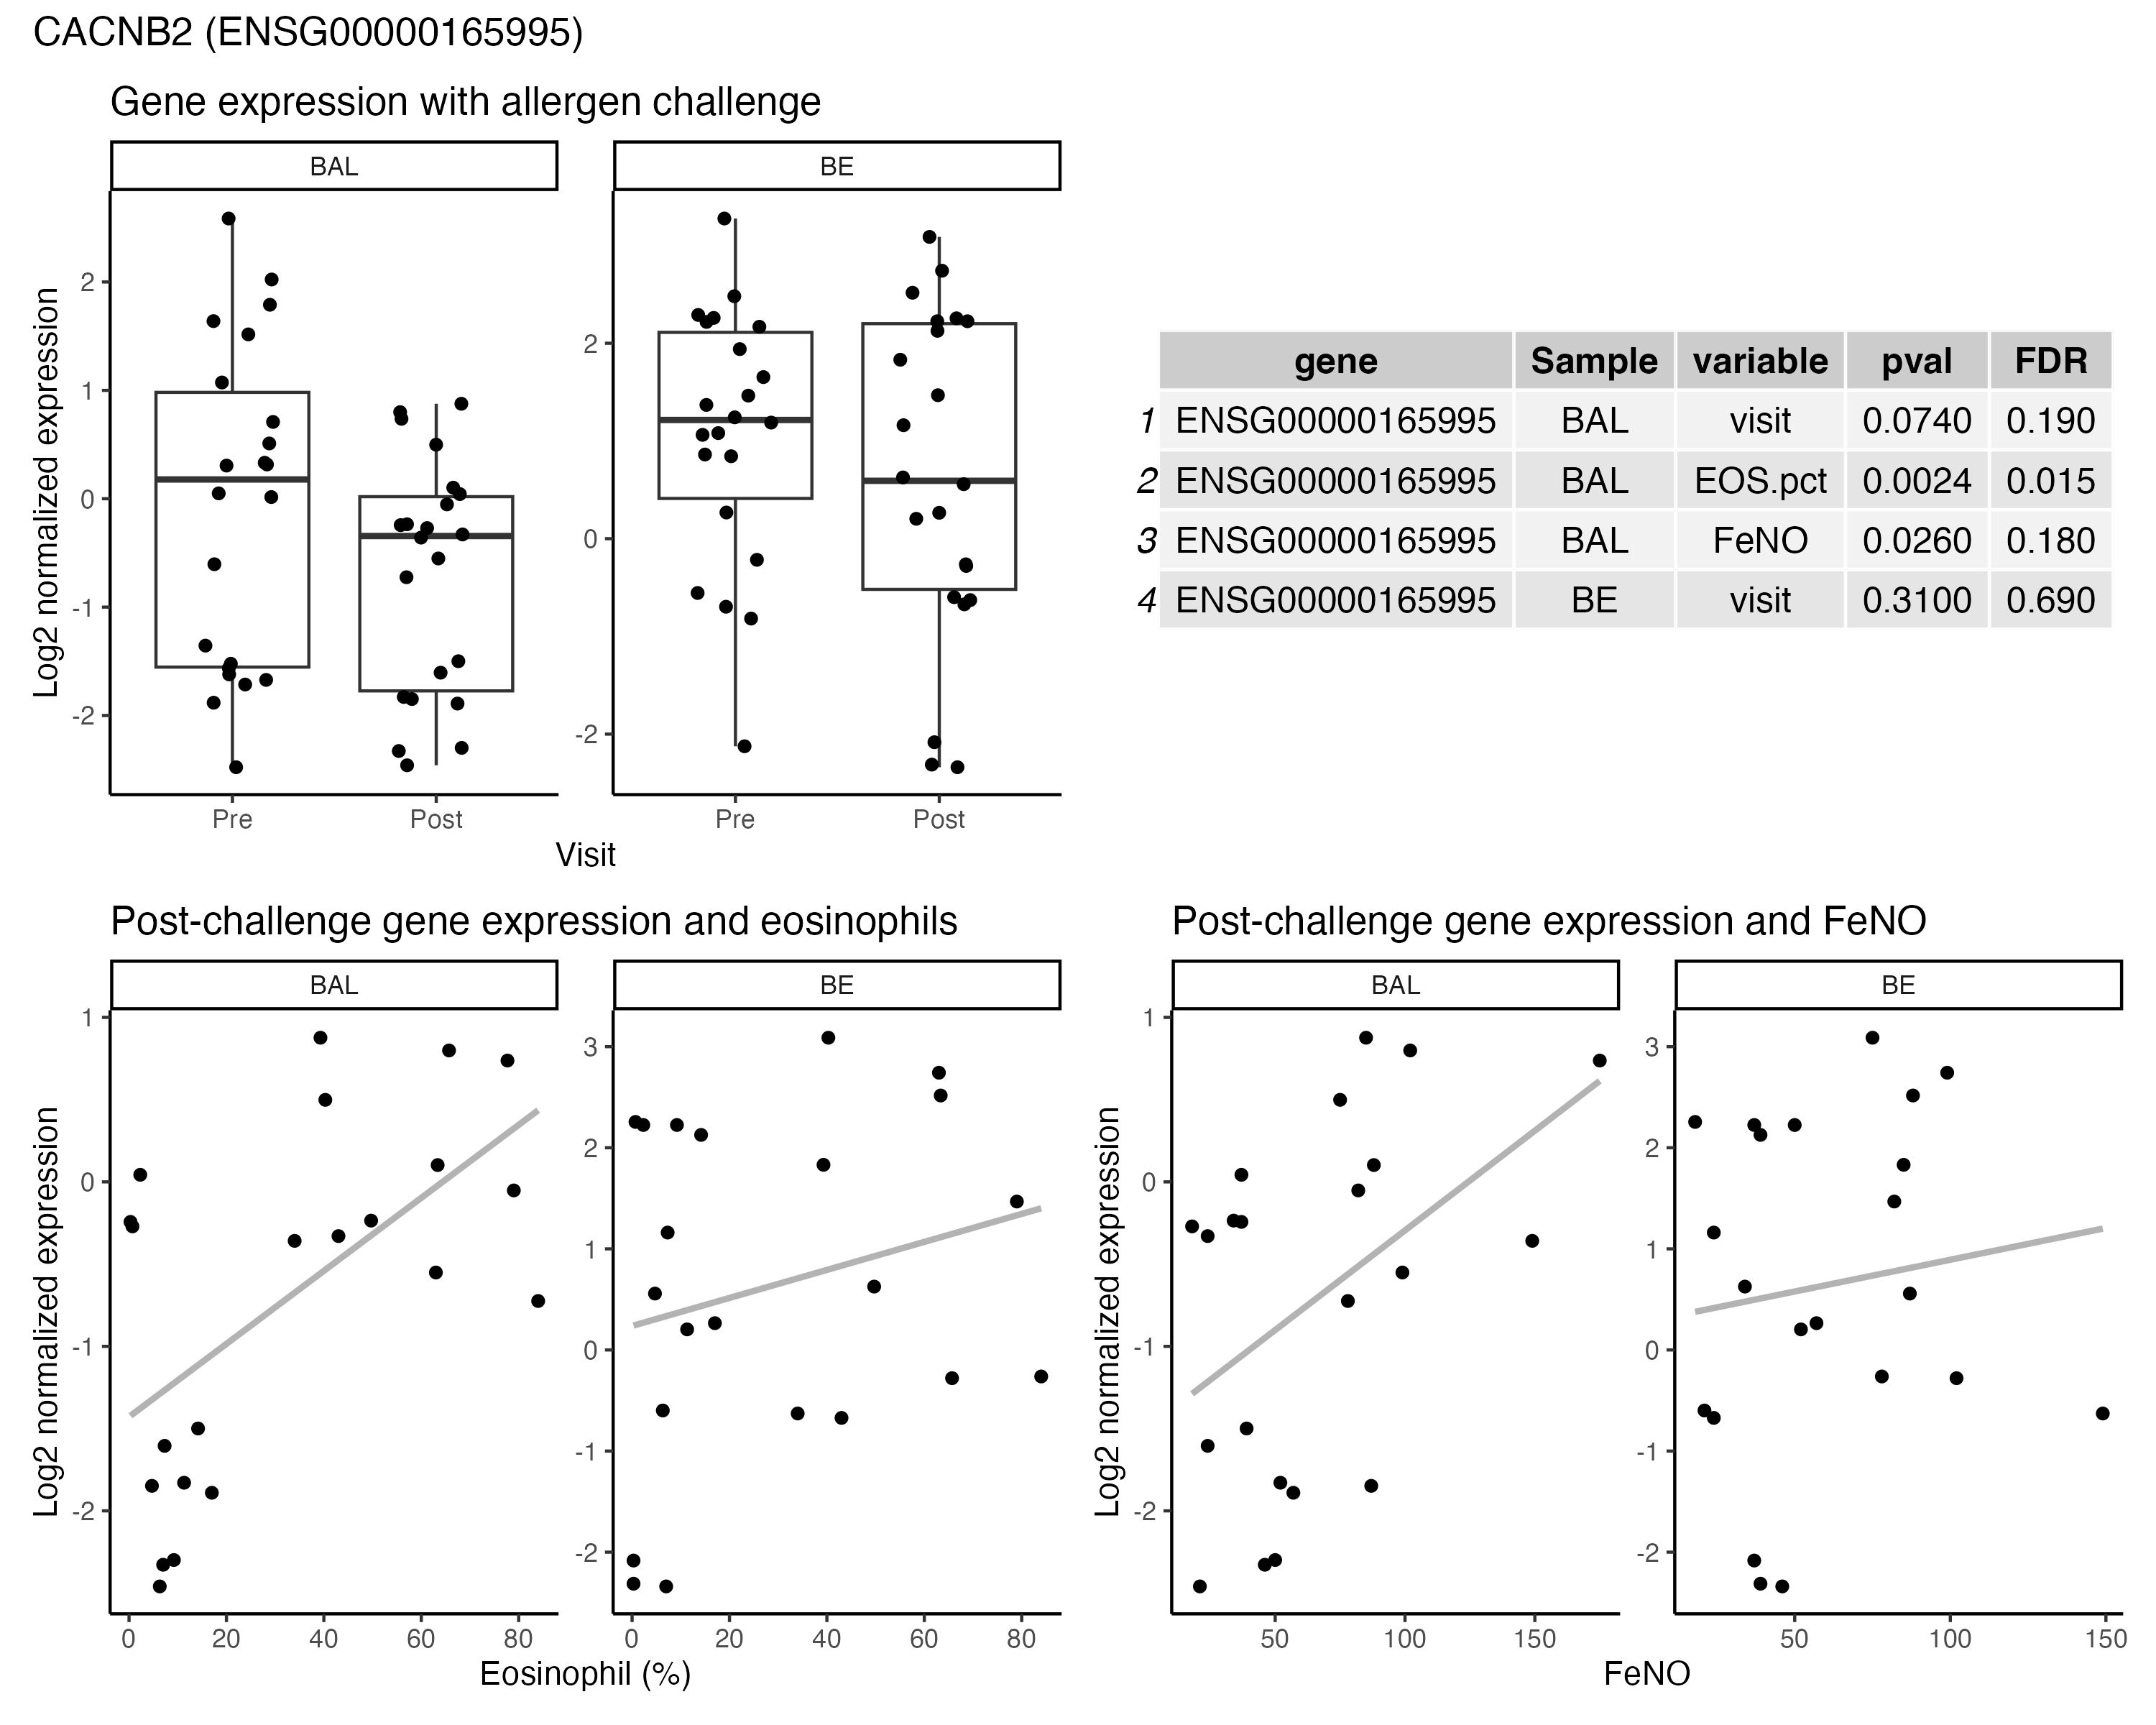 CACNB2 (ENSG00000165995)
Gene expression with allergen challenge
BAL
BE
Log2 normalized expression
2
1
0
-1
-2
2
0
-2
Pre
Post
Pre
Post
Visit
gene Sample variable pval FDR
1 ENSG00000165995 BAL visit 0.0740 0.190
2 ENSG00000165995 BAL EOS.pct 0.0024 0.015
3 ENSG00000165995 BAL FeNO 0.0260 0.180
4 ENSG00000165995 BE visit 0.3100 0.690
Post-challenge gene expression and eosinophils
BAL
BE
Log2 normalized expression
1
0
-1
-2
3
2
1
0
-1
-2
0 20 40 60 80
0 20 40 60 80
Eosinophil (%)
Post-challenge gene expression and FeNO
BAL
BE
Log2 normalized expression
1
0
-1
-2
3
2
1
0
-1
-2
50 100 150
50 100 150
FeNO